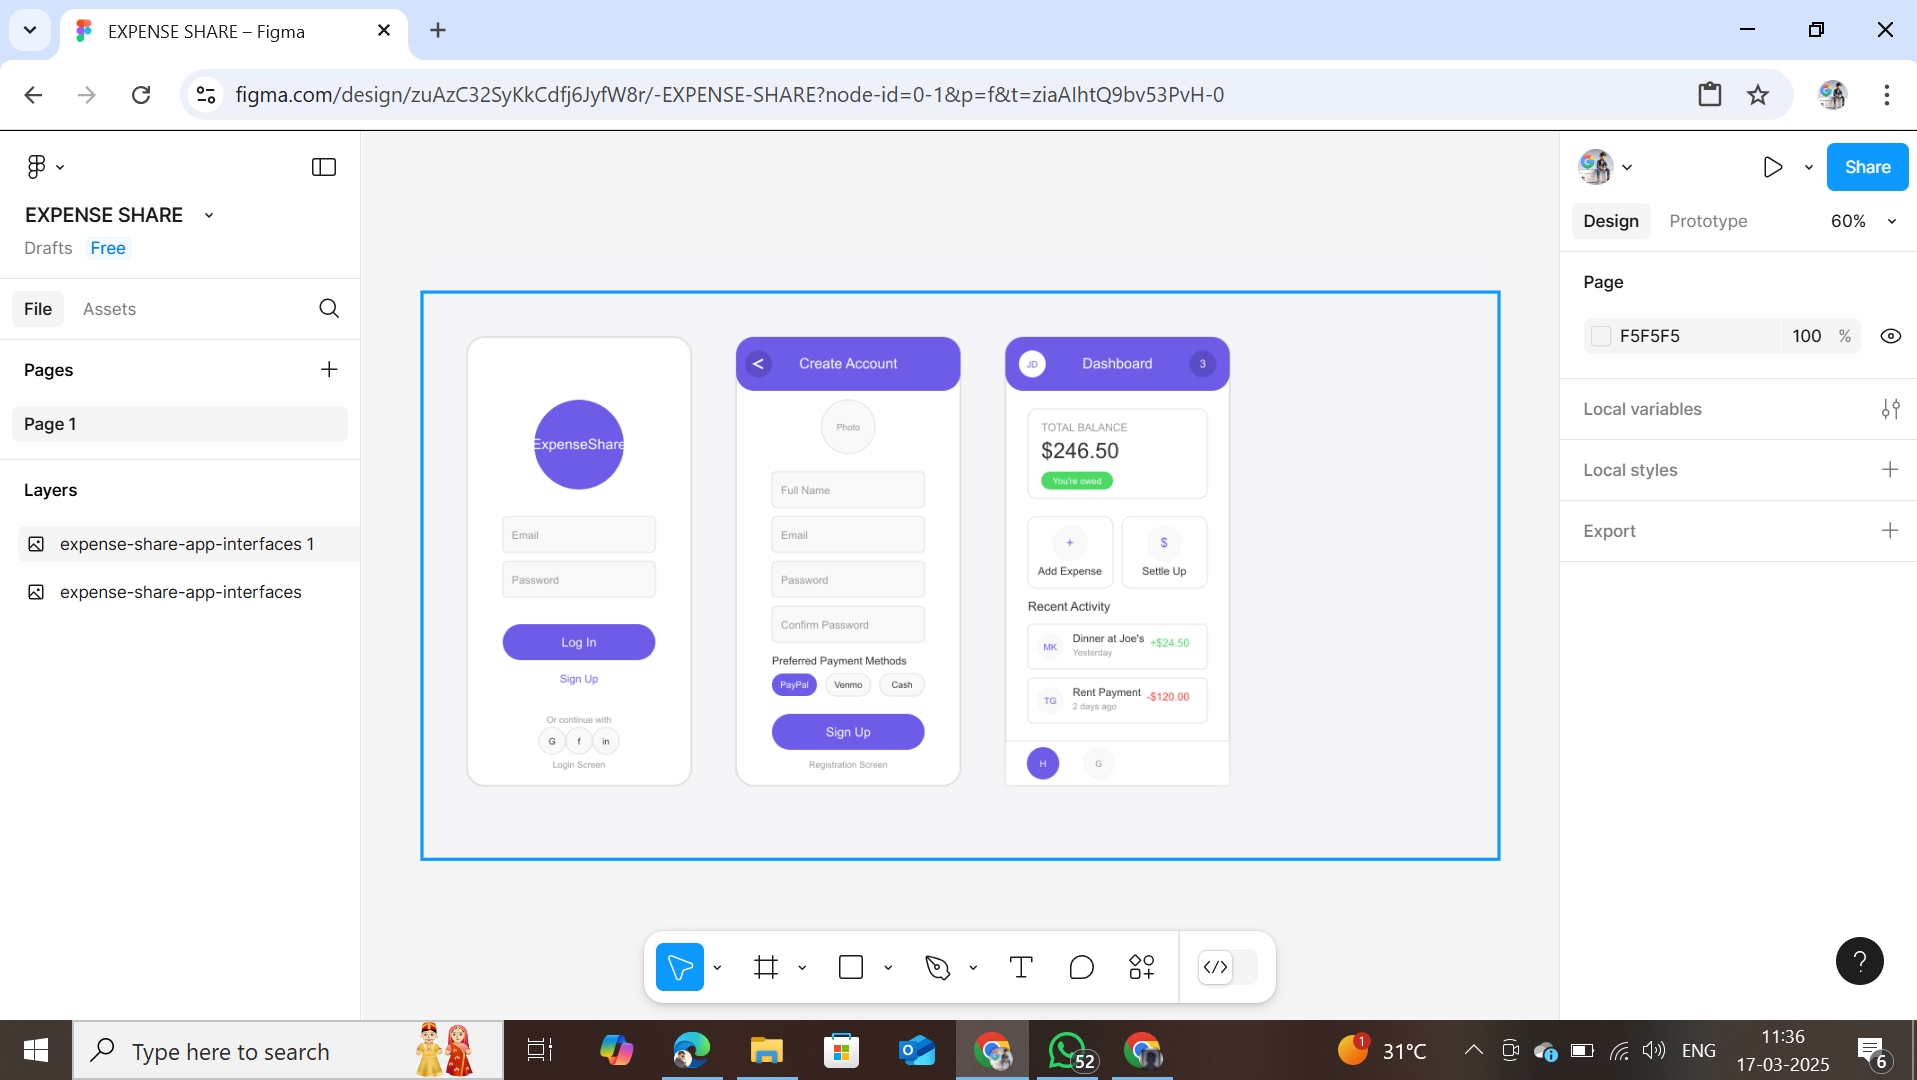 EXPENSE SHARE – Figma
figma.com/design/zuAzC32SyKkCdfj6JyfW8r/-EXPENSE-SHARE?node-id=0-1&p=f&t=ziaAIhtQ9bv53PvH-0
EXPENSE SHARE
Drafts Free
File Assets
Pages
Page 1
Layers
expense-share-app-interfaces 1
expense-share-app-interfaces
ExpenseShare
Email
Password
Log In
Sign Up
Or continue with
G f in
Login Screen
< Create Account
Photo
Full Name
Email
Password
Confirm Password
Preferred Payment Methods
PayPal Venmo Cash
Sign Up
Registration Screen
JD Dashboard 3
TOTAL BALANCE
$246.50
You're owed
+ $
Add Expense Settle Up
Recent Activity
MK Dinner at Joe's +$24.50
Yesterday
TG Rent Payment -$120.00
2 days ago
H G
Share
Design Prototype 60%
Page
F5F5F5 100 %
Local variables
Local styles
Export
?
Type here to search
52
1
31°C
ENG
11:36
17-03-2025
6